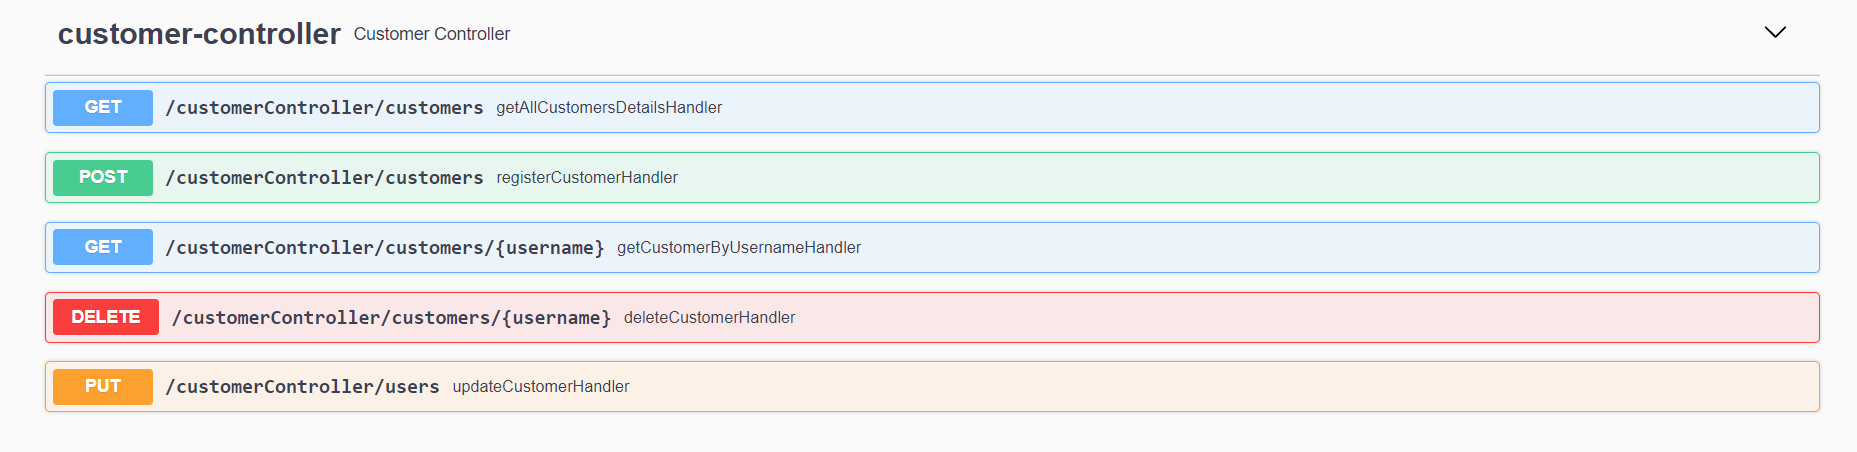 customer-controller Customer Controller
GET /customerController/customers getAllCustomersDetailsHandler
POST /customerController/customers registerCustomerHandler
GET /customerController/customers/{username} getCustomerByUsernameHandler
DELETE /customerController/customers/{username} deleteCustomerHandler
PUT /customerController/users updateCustomerHandler